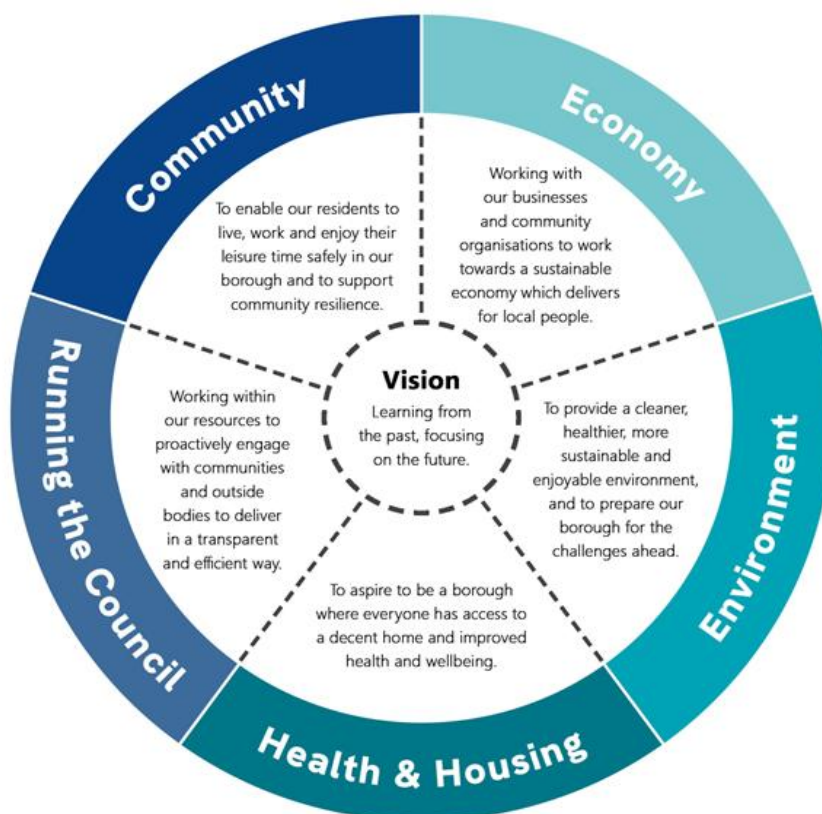 Community
To enable our residents to
live, work and enjoy their
leisure time safely in our
borough and to support
community resilience.
Economy
Working with
our businesses
and community
organisations to work
towards a sustainable
economy which delivers
for local people.
Running the Council
Working within
our resources to
proactively engage
with communities
and outside
bodies to deliver
in a transparent
and efficient way.
Vision
Learning from
the past, focusing
on the future.
Environment
To provide a cleaner,
healthier, more
sustainable and
enjoyable environment,
and to prepare our
borough for the
challenges ahead.
To aspire to be a borough
where everyone has access to
a decent home and improved
health and wellbeing.
Health & Housing